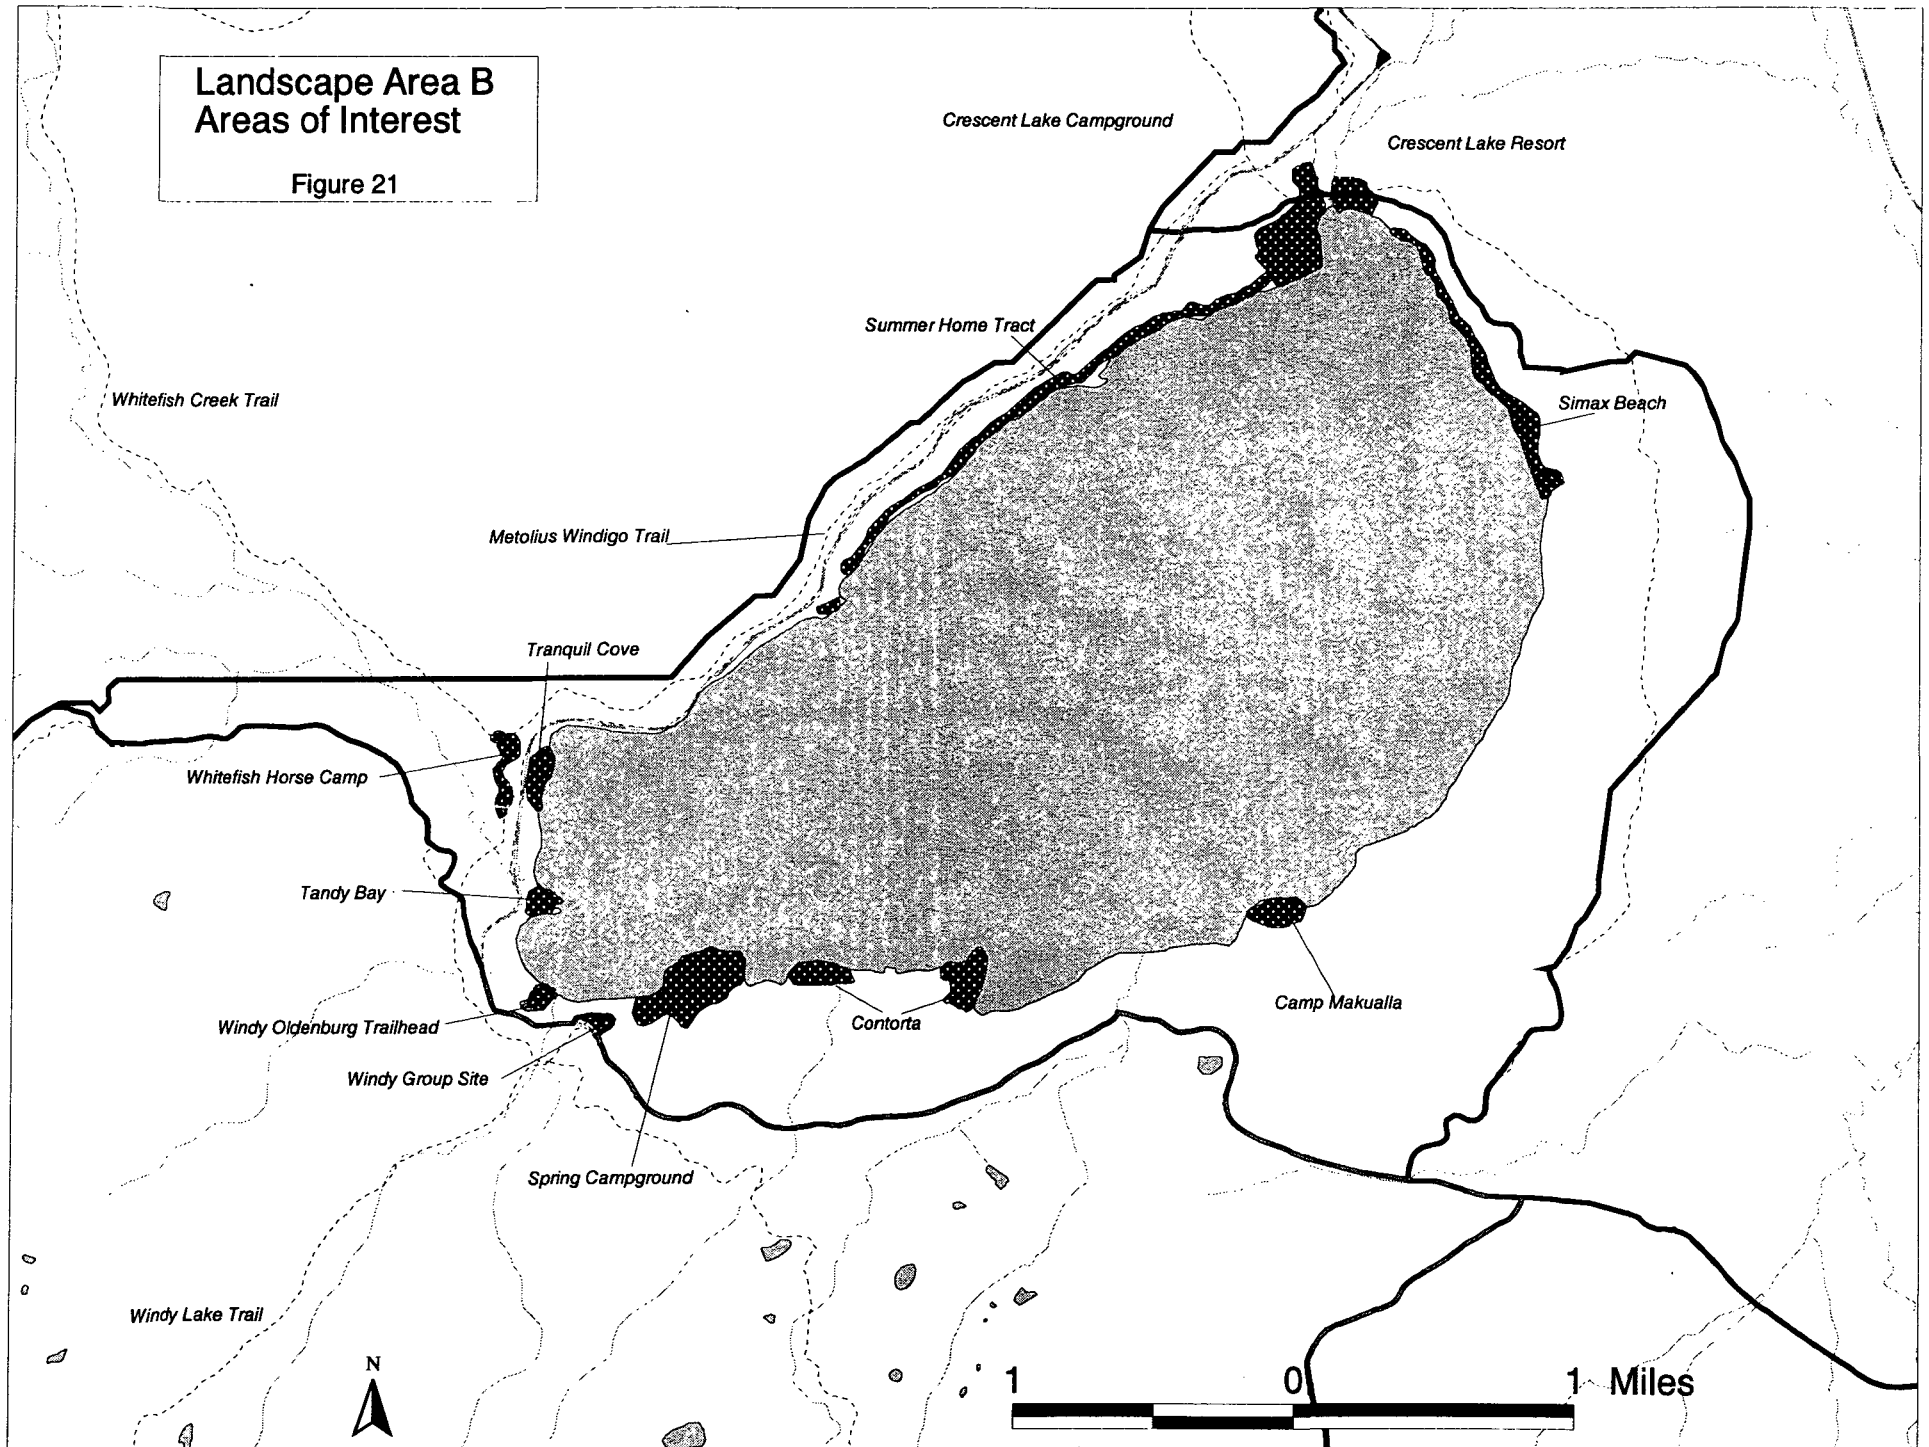 Landscape Area B
Areas of Interest
Figure 21
Crescent Lake Campground
Crescent Lake Resort
Summer Home Tract
Whitefish Creek Trail
Simax Beach
Metolius Windigo Trail
Tranquil Cove
Whitefish Horse Camp
Tandy Bay
Camp Makualla
Contorta
Windy Oldenburg Trailhead
Windy Group Site
Spring Campground
Windy Lake Trail
N
1 0 1 Miles